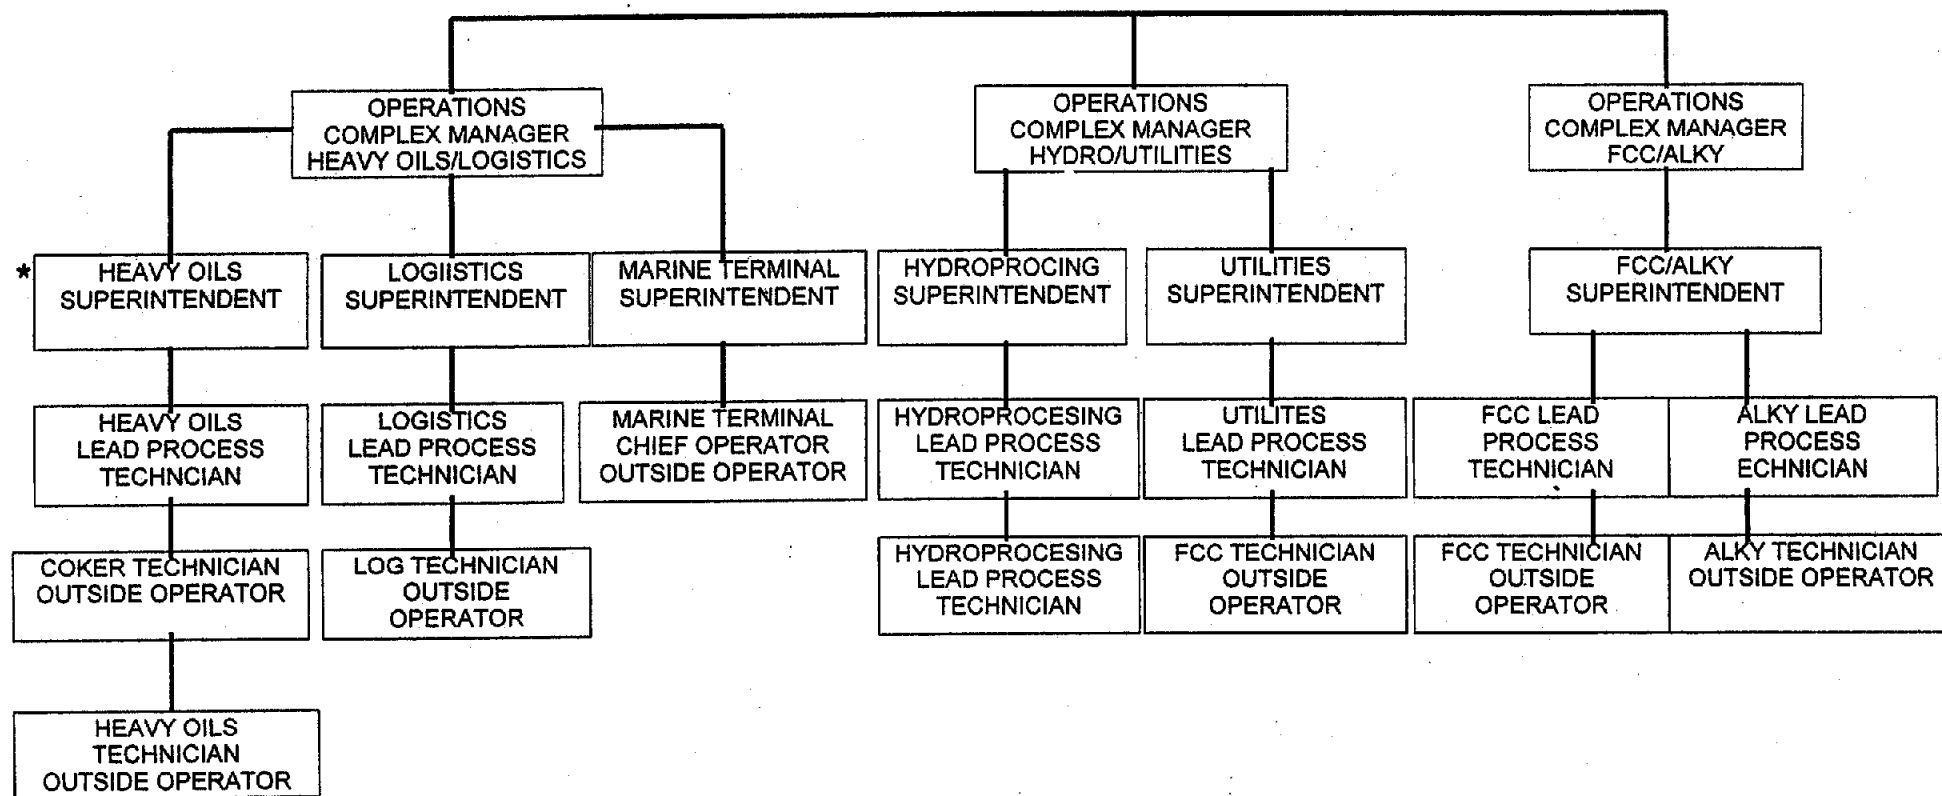 OPERATIONS
COMPLEX MANAGER
HEAVY OILS/LOGISTICS
OPERATIONS
COMPLEX MANAGER
HYDRO/UTILITIES
OPERATIONS
COMPLEX MANAGER
FCC/ALKY
*
HEAVY OILS
SUPERINTENDENT
LOGIISTICS
SUPERINTENDENT
MARINE TERMINAL
SUPERINTENDENT
HYDROPROCING
SUPERINTENDENT
UTILITIES
SUPERINTENDENT
FCC/ALKY
SUPERINTENDENT
HEAVY OILS
LEAD PROCESS
TECHNCIAN
LOGISTICS
LEAD PROCESS
TECHNICIAN
MARINE TERMINAL
CHIEF OPERATOR
OUTSIDE OPERATOR
HYDROPROCESING
LEAD PROCESS
TECHNICIAN
UTILITES
LEAD PROCESS
TECHNICIAN
FCC LEAD
PROCESS
TECHNICIAN
ALKY LEAD
PROCESS
ECHNICIAN
COKER TECHNICIAN
OUTSIDE OPERATOR
LOG TECHNICIAN
OUTSIDE
OPERATOR
HYDROPROCESING
LEAD PROCESS
TECHNICIAN
FCC TECHNICIAN
OUTSIDE
OPERATOR
FCC TECHNICIAN
OUTSIDE
OPERATOR
ALKY TECHNICIAN
OUTSIDE OPERATOR
HEAVY OILS
TECHNICIAN
OUTSIDE OPERATOR